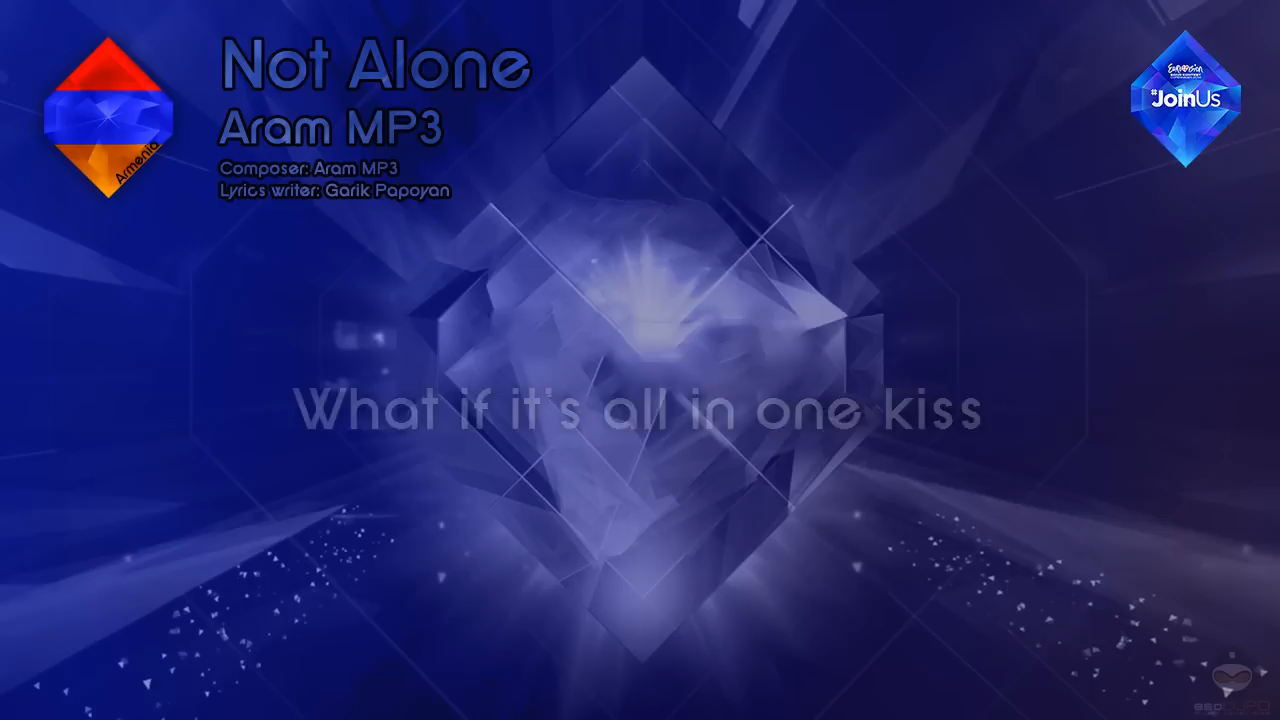 Not Alone
Aram MP3
Composer: Aram MP3
Lyrics writer: Garik Papoyan
Armenia
Eurovision
#JoinUs
What if it's all in one kiss